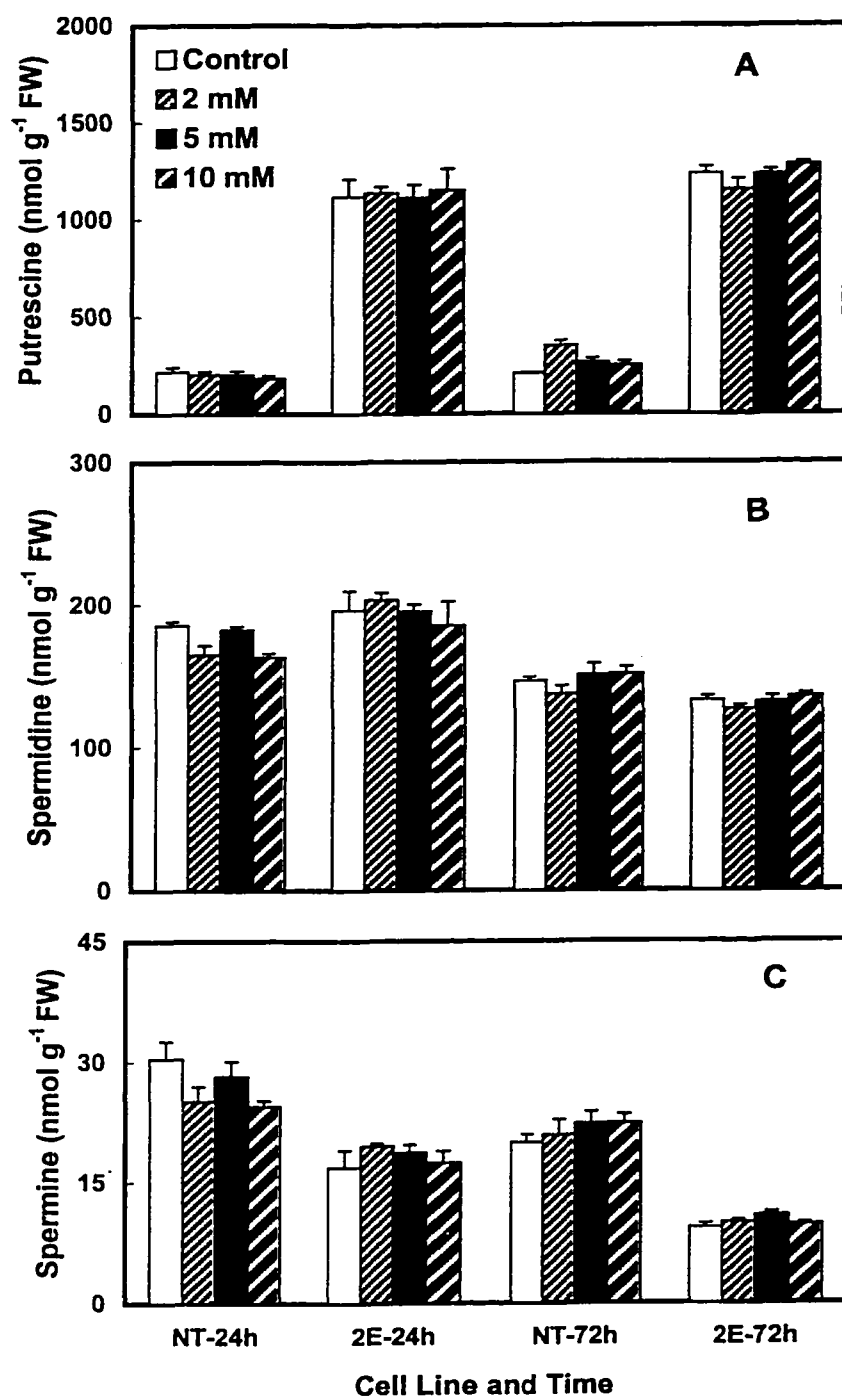 2000
1500
1000
500
0
Putrescine (nmol g⁻¹ FW)
Control
2 mM
5 mM
10 mM
A
300
200
100
0
Spermidine (nmol g⁻¹ FW)
B
45
30
15
0
Spermine (nmol g⁻¹ FW)
C
NT-24h 2E-24h NT-72h 2E-72h
Cell Line and Time